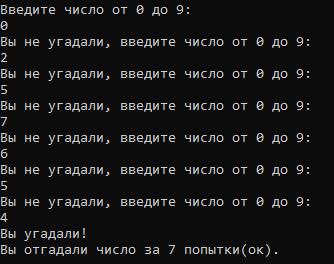 Введите число от 0 до 9:
0
Вы не угадали, введите число от 0 до 9:
2
Вы не угадали, введите число от 0 до 9:
5
Вы не угадали, введите число от 0 до 9:
7
Вы не угадали, введите число от 0 до 9:
6
Вы не угадали, введите число от 0 до 9:
5
Вы не угадали, введите число от 0 до 9:
4
Вы угадали!
Вы отгадали число за 7 попытки(ок).